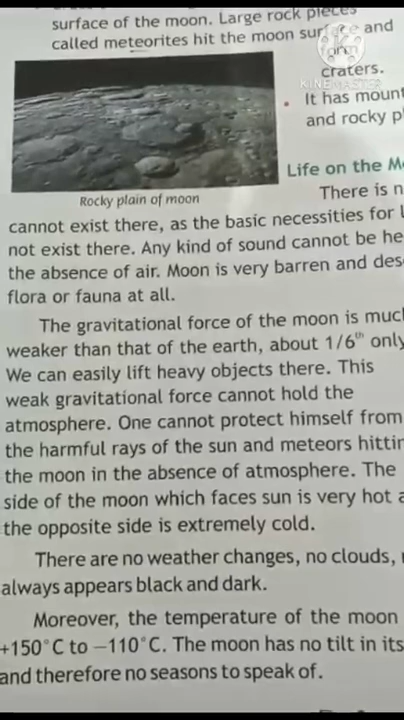 surface of the moon. Large rock pieces
called meteorites hit the moon surface and
form
craters.
KINEMASTER
• It has
and rocky
Rocky plain of moon
Life on the
There is
cannot exist there, as the basic necessities for
not exist there. Any kind of sound cannot be
the absence of air. Moon is very barren and
flora or fauna at all.
The gravitational force of the moon is
weaker than that of the earth, about 1/6th only
We can easily lift heavy objects there. This
weak gravitational force cannot hold the
atmosphere. One cannot protect himself from
the harmful rays of the sun and meteors
the moon in the absence of atmosphere. The
side of the moon which faces sun is very hot
the opposite side is extremely cold.
There are no weather changes, no clouds,
always appears black and dark.
Moreover, the temperature of the moon
+150°C to −110°C. The moon has no tilt in its
and therefore no seasons to speak of.